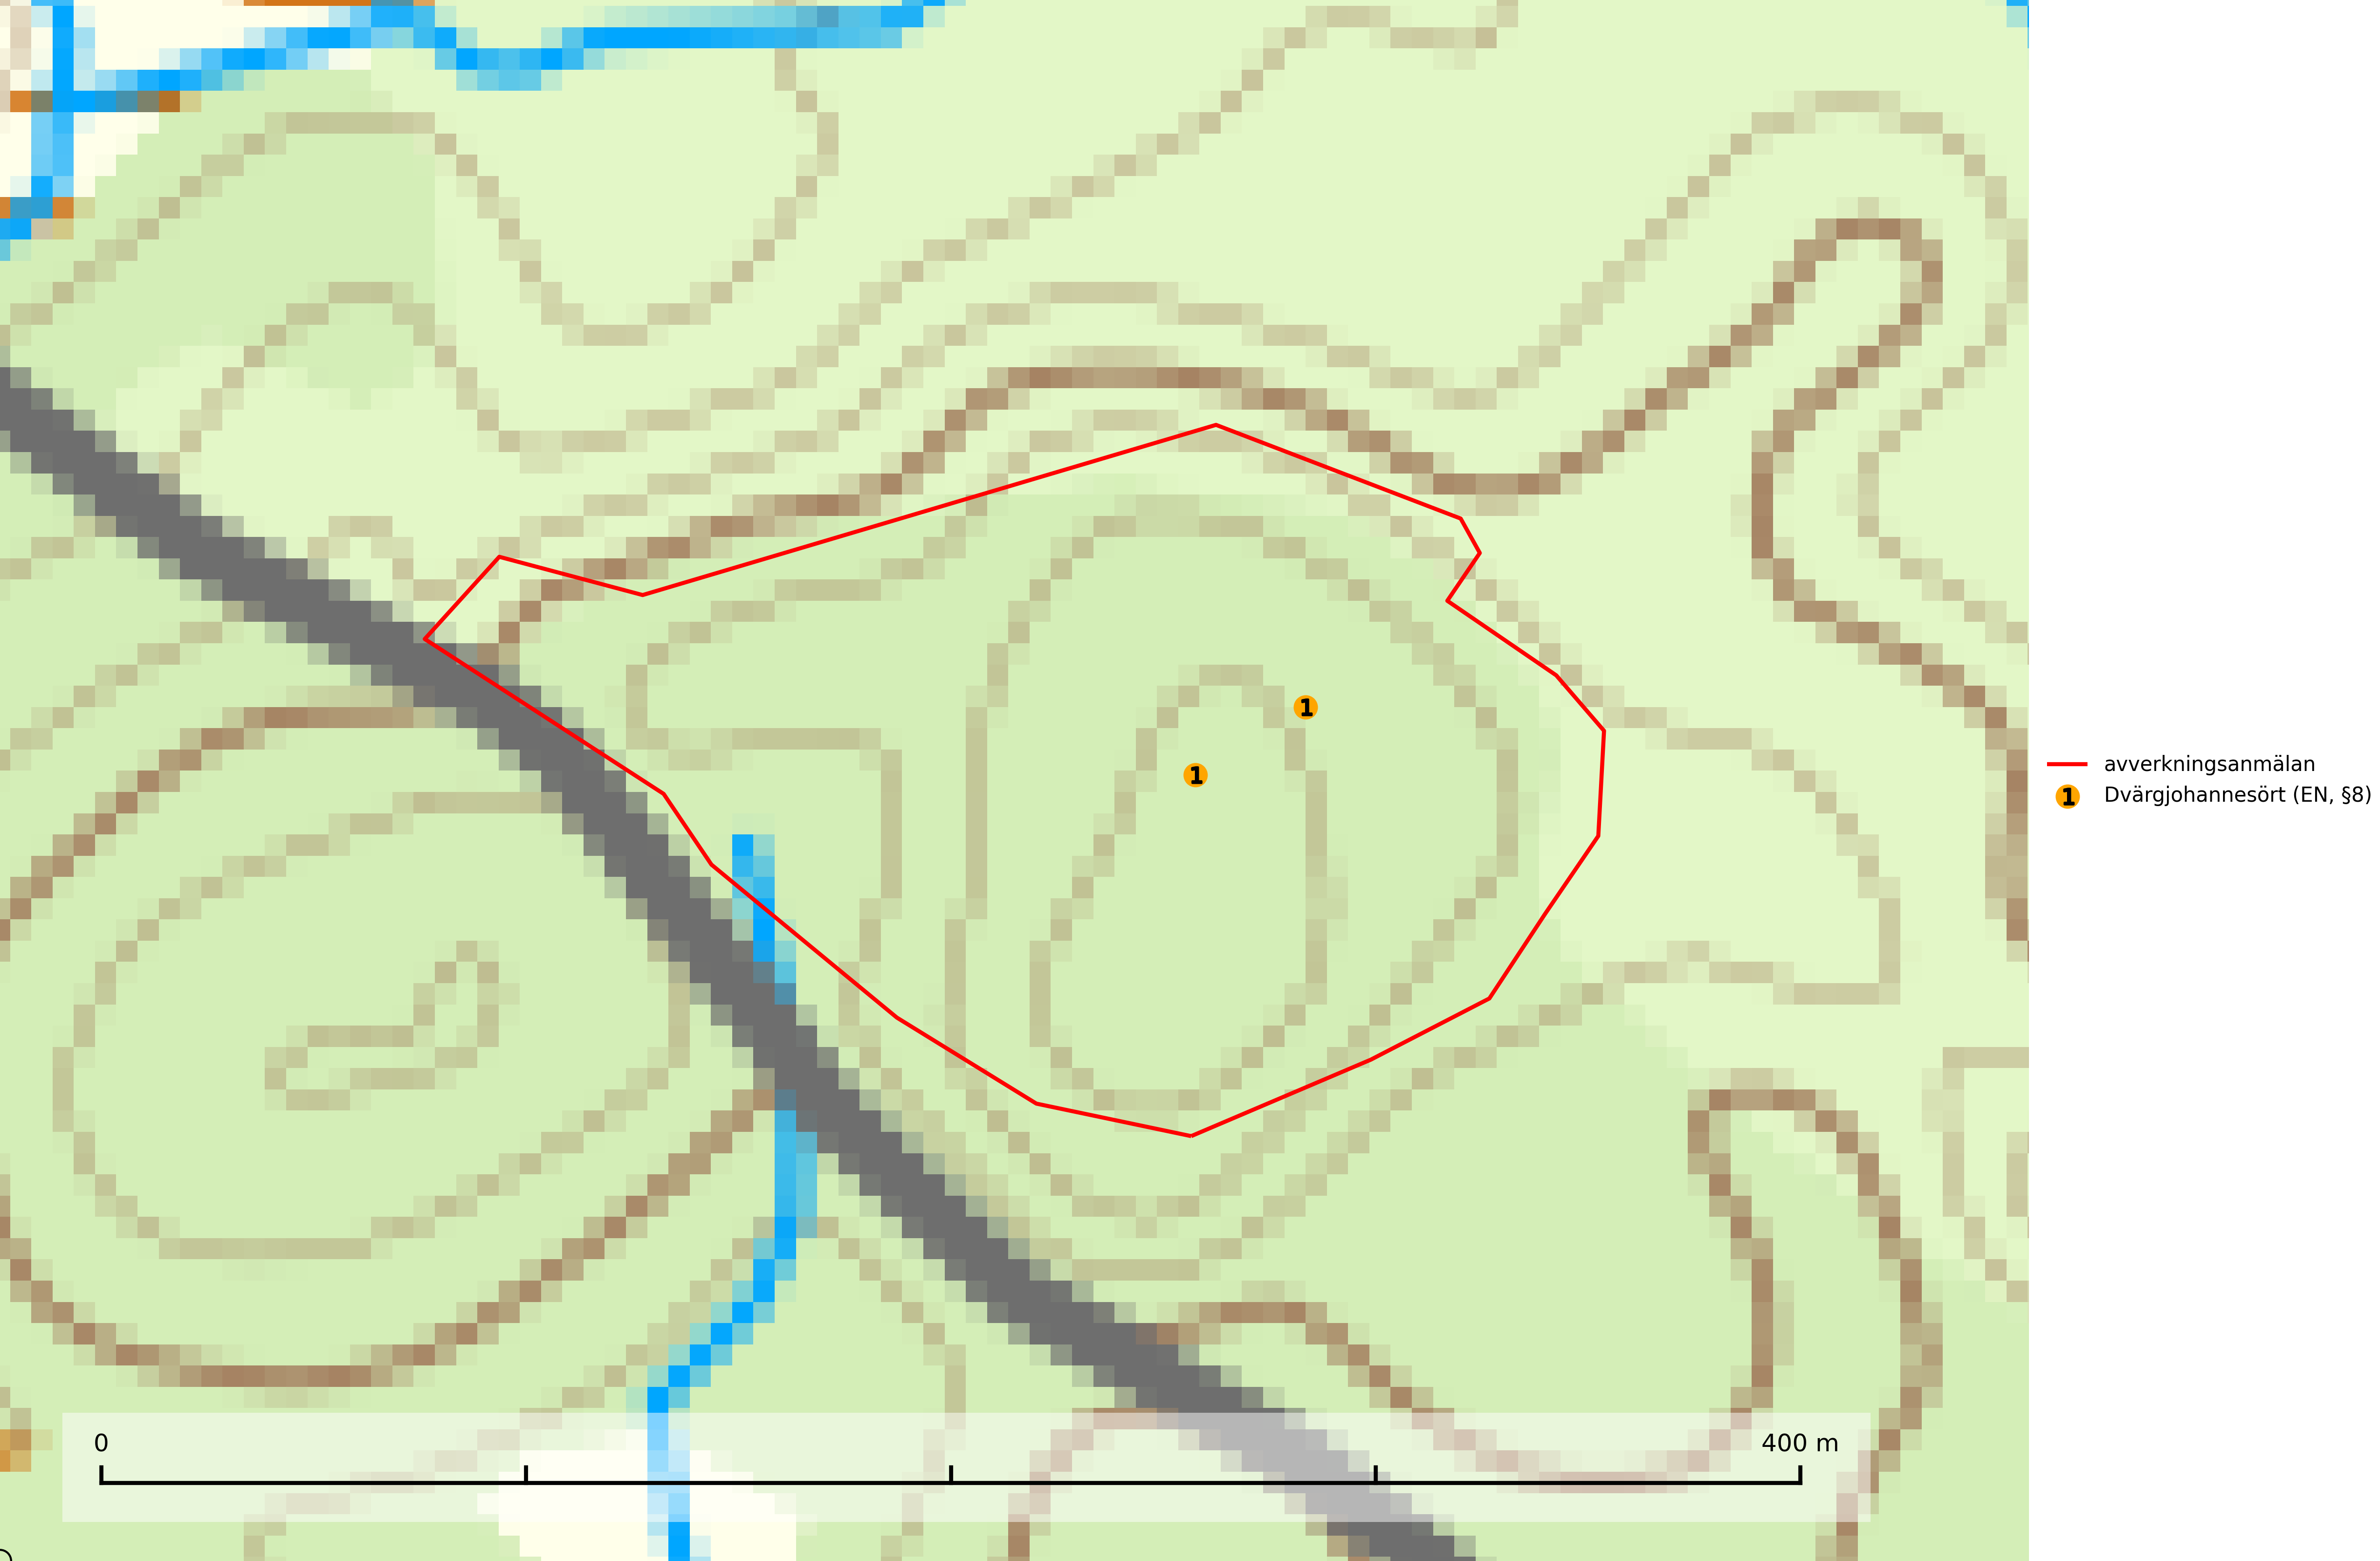 1
1
avverkningsanmälan
1 Dvärgjohannesört (EN, §8)
0 400 m